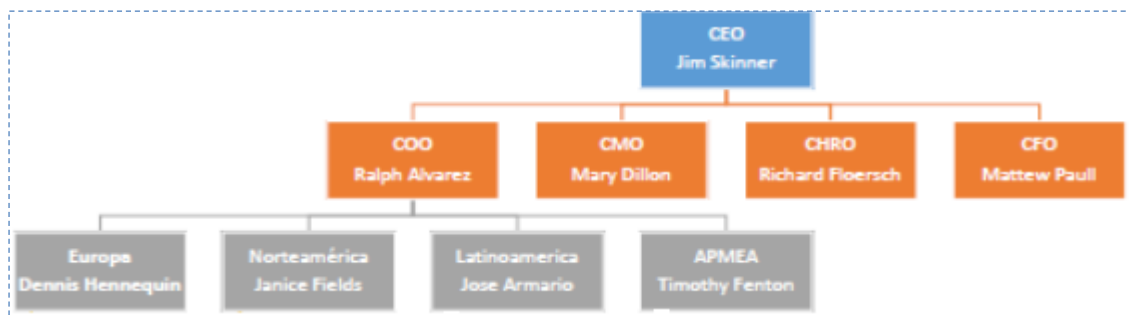 CEO
Jim Skinner
COO
Ralph Alvarez
CMO
Mary Dillon
CHRO
Richard Floersch
CFO
Mattew Paull
Europa
Dennis Hennequin
Norteamérica
Janice Fields
Latinoamerica
Jose Armario
APMEA
Timothy Fenton